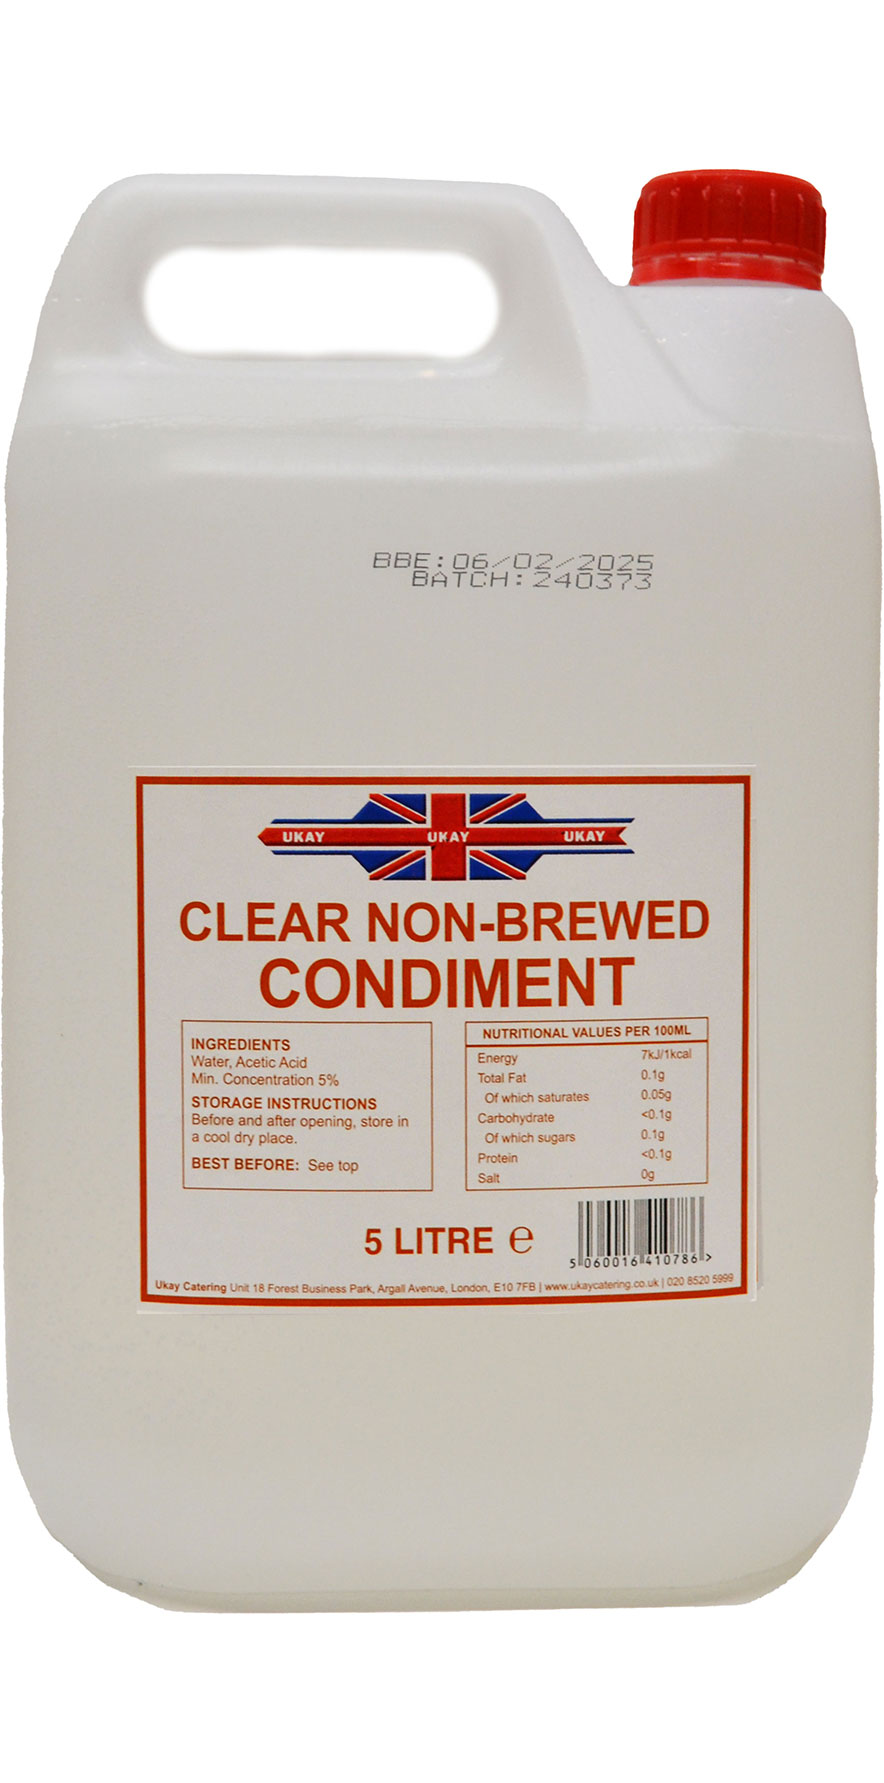 BBE:06/02/2025
BATCH:240373
UKAY UKAY UKAY
CLEAR NON-BREWED
CONDIMENT
INGREDIENTS
Water, Acetic Acid
Min. Concentration 5%
STORAGE INSTRUCTIONS
Before and after opening, store in
a cool dry place.
BEST BEFORE: See top
NUTRITIONAL VALUES PER 100ML
Energy 7kJ/1kcal
Total Fat 0.1g
Of which saturates 0.05g
Carbohydrate <0.1g
Of which sugars 0.1g
Protein <0.1g
Salt 0g
5 LITRE ℮
5 060016 410786 >
Ukay Catering Unit 18 Forest Business Park, Argall Avenue, London, E10 7FB | www.ukaycatering.co.uk | 020 8520 5999